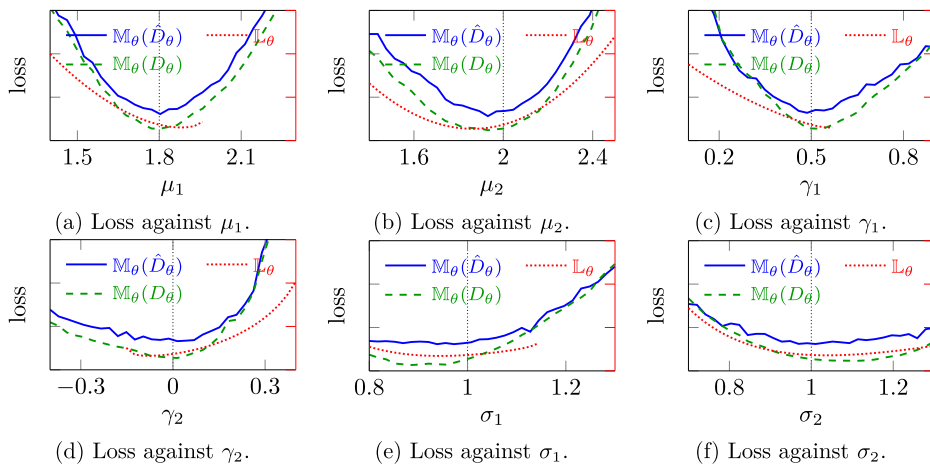 loss
𝕄θ(D̂θ) 𝕃θ
𝕄θ(Dθ)
1.4 1.8 2.1
μ1
(a) Loss against μ1.
loss
𝕄θ(D̂θ) 𝕃θ
𝕄θ(Dθ)
1.6 2 2.4
μ2
(b) Loss against μ2.
loss
𝕄θ(D̂θ) 𝕃θ
𝕄θ(Dθ)
0.2 0.5 0.9
γ1
(c) Loss against γ1.
loss
𝕄θ(D̂θ) 𝕃θ
𝕄θ(Dθ)
−0.3 0 0.3
γ2
(d) Loss against γ2.
loss
𝕄θ(D̂θ) 𝕃θ
𝕄θ(Dθ)
0.8 1 1.2
σ1
(e) Loss against σ1.
loss
𝕄θ(D̂θ) 𝕃θ
𝕄θ(Dθ)
0.8 1 1.2
σ2
(f) Loss against σ2.